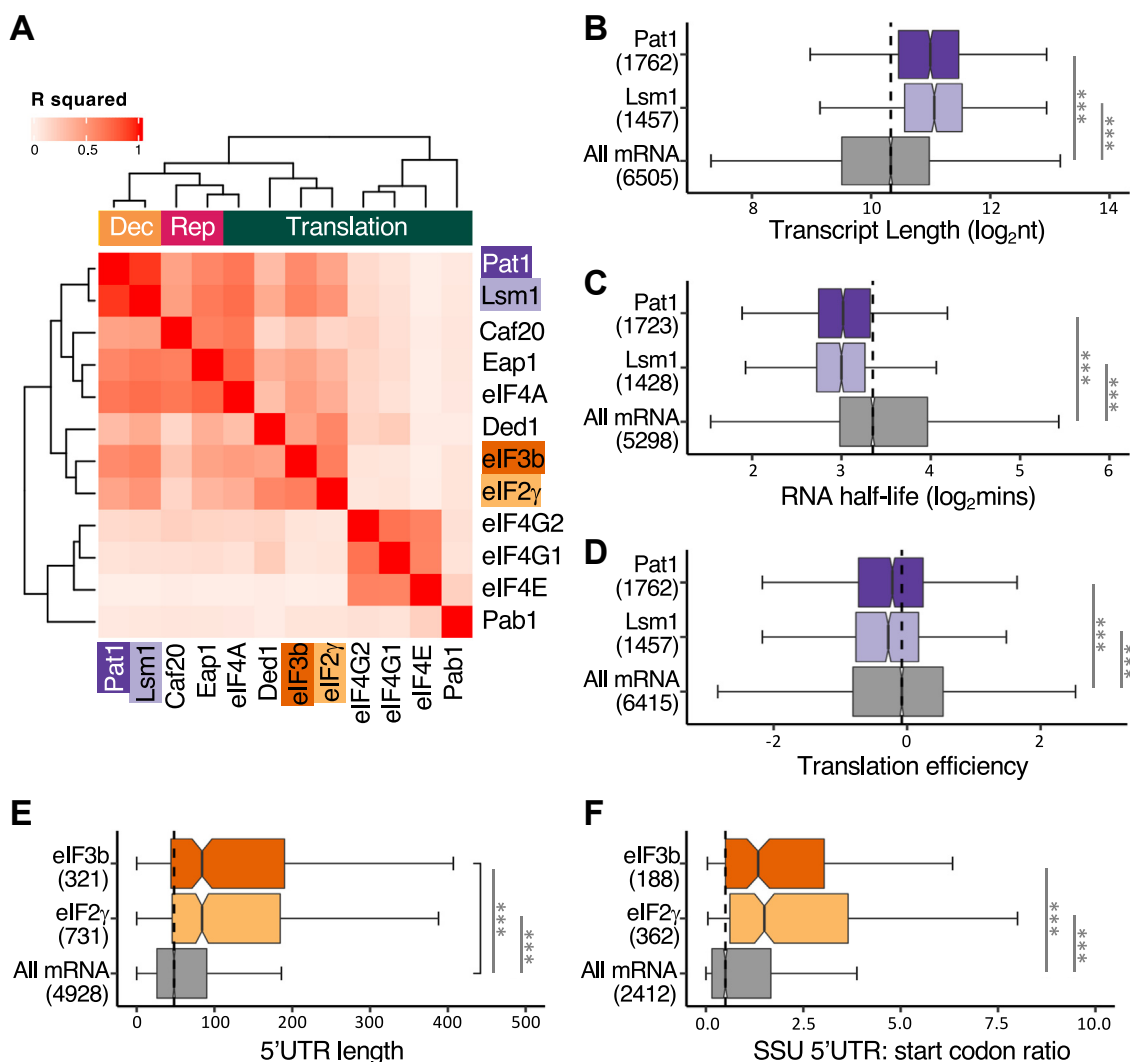 A
R squared
0 0.5 1
Dec Rep Translation
Pat1
Lsm1
Caf20
Eap1
eIF4A
Ded1
eIF3b
eIF2γ
eIF4G2
eIF4G1
eIF4E
Pab1
Pat1 Lsm1 Caf20 Eap1 eIF4A Ded1 eIF3b eIF2γ eIF4G2 eIF4G1 eIF4E Pab1
B
Pat1
(1762)
Lsm1
(1457)
All mRNA
(6505)
***
***
8 10 12 14
Transcript Length (log₂nt)
C
Pat1
(1723)
Lsm1
(1428)
All mRNA
(5298)
***
***
2 3 4 5 6
RNA half-life (log₂mins)
D
Pat1
(1762)
Lsm1
(1457)
All mRNA
(6415)
***
***
-2 0 2
Translation efficiency
E
eIF3b
(321)
eIF2γ
(731)
All mRNA
(4928)
***
***
0 100 200 300 400 500
5'UTR length
F
eIF3b
(188)
eIF2γ
(362)
All mRNA
(2412)
***
***
0.0 2.5 5.0 7.5 10.0
SSU 5'UTR: start codon ratio